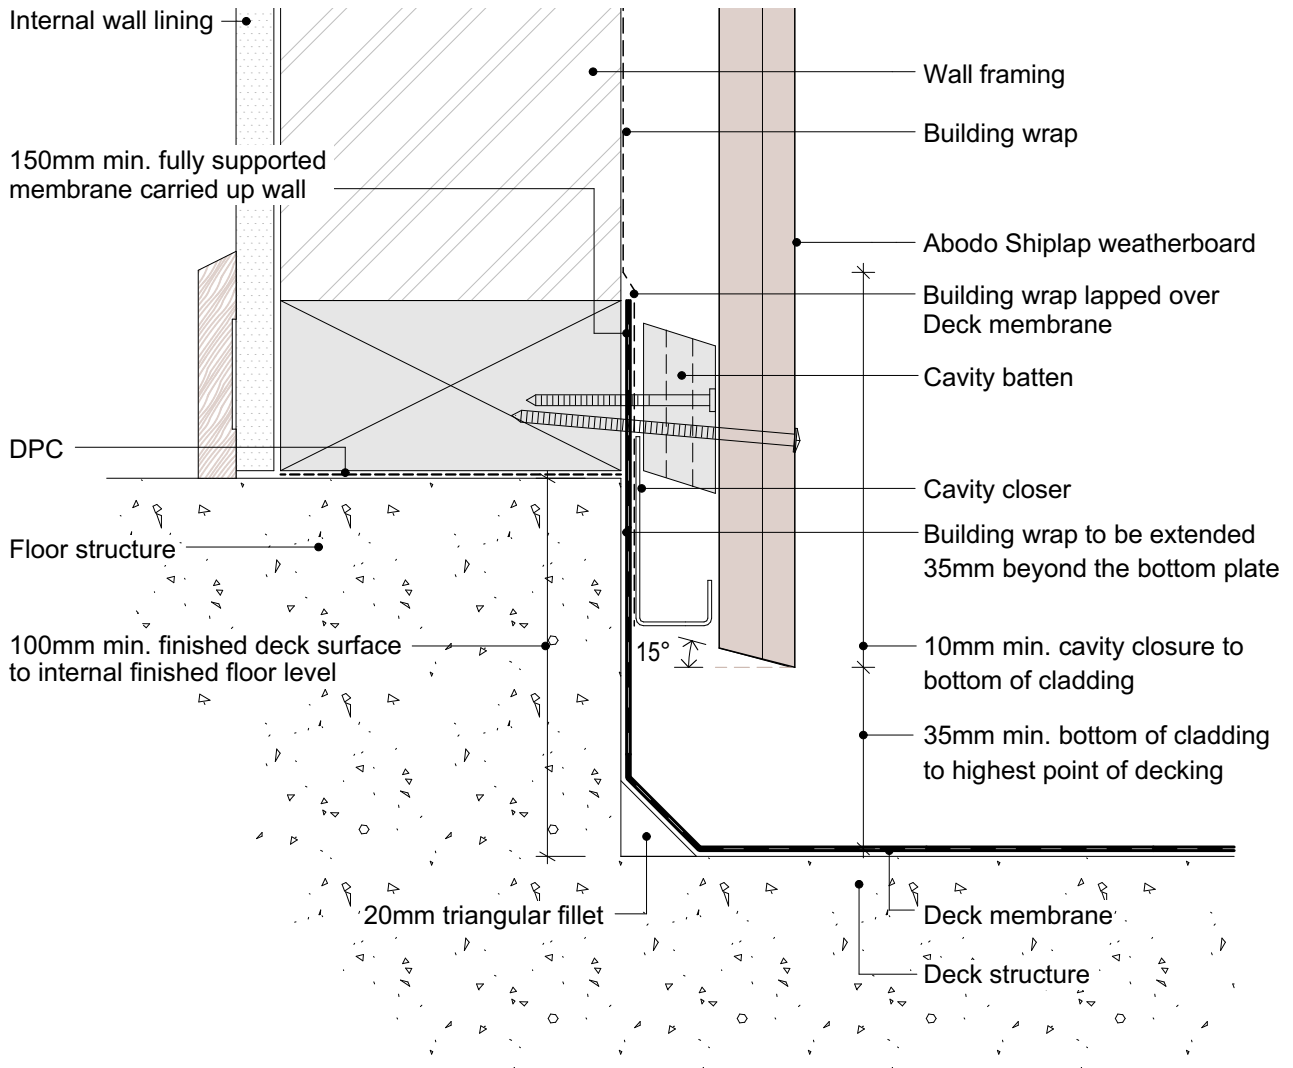 Internal wall lining
Wall framing
Building wrap
150mm min. fully supported
membrane carried up wall
Abodo Shiplap weatherboard
Building wrap lapped over
Deck membrane
Cavity batten
DPC
Cavity closer
Floor structure
Building wrap to be extended
35mm beyond the bottom plate
100mm min. finished deck surface
to internal finished floor level
15°
10mm min. cavity closure to
bottom of cladding
35mm min. bottom of cladding
to highest point of decking
20mm triangular fillet
Deck membrane
Deck structure